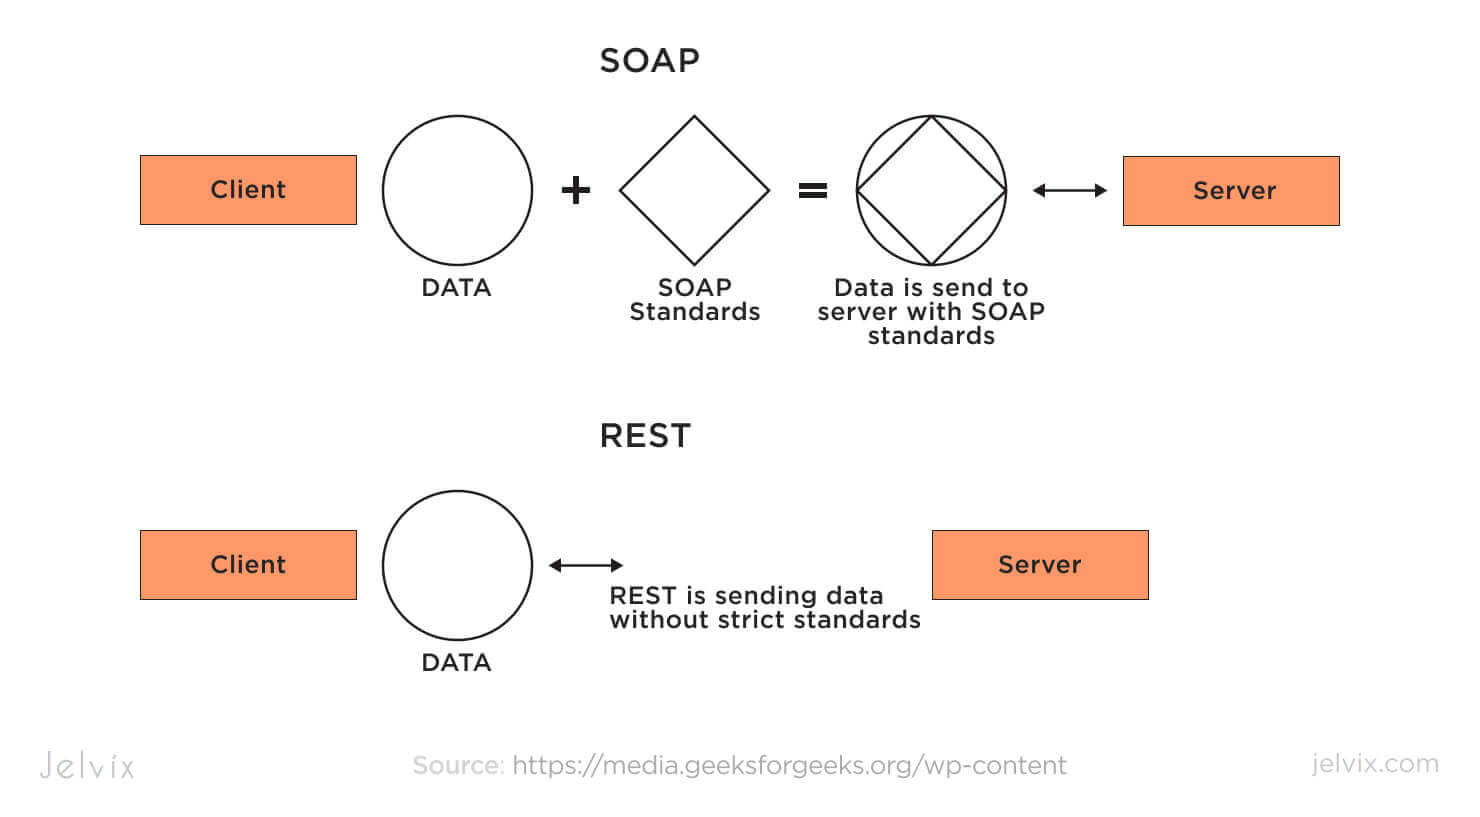 SOAP
Client
+
=
Server
DATA
SOAP
Standards
Data is send to
server with SOAP
standards
REST
Client
Server
REST is sending data
without strict standards
DATA
Jelvix
Source: https://media.geeksforgeeks.org/wp-content
jelvix.com